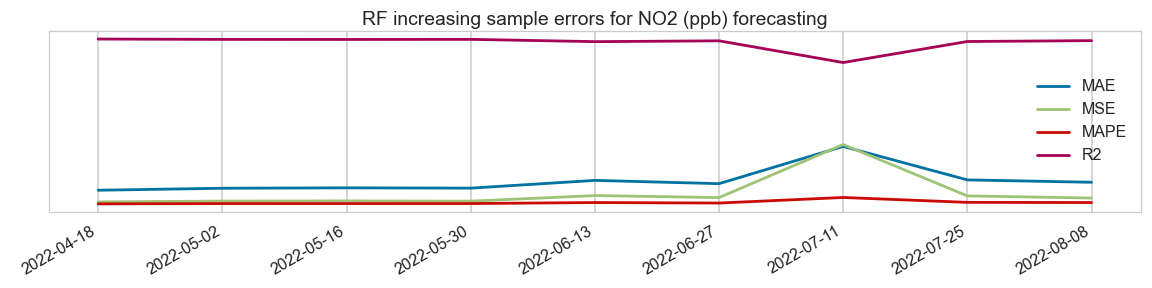 RF increasing sample errors for NO2 (ppb) forecasting
MAE
MSE
MAPE
R2
2022-04-18
2022-05-02
2022-05-16
2022-05-30
2022-06-13
2022-06-27
2022-07-11
2022-07-25
2022-08-08